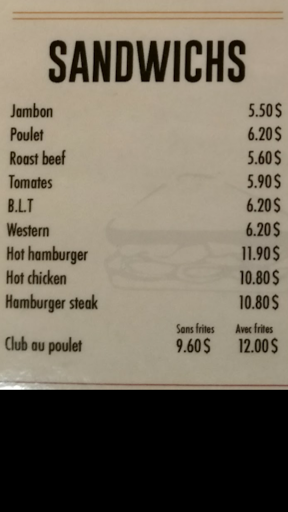 SANDWICHS
Jambon 5.50$
Poulet 6.20$
Roast beef 5.60$
Tomates 5.90$
B.L.T 6.20$
Western 6.20$
Hot hamburger 11.90$
Hot chicken 10.80$
Hamburger steak 10.80$
Sans frites Avec frites
Club au poulet 9.60$ 12.00$